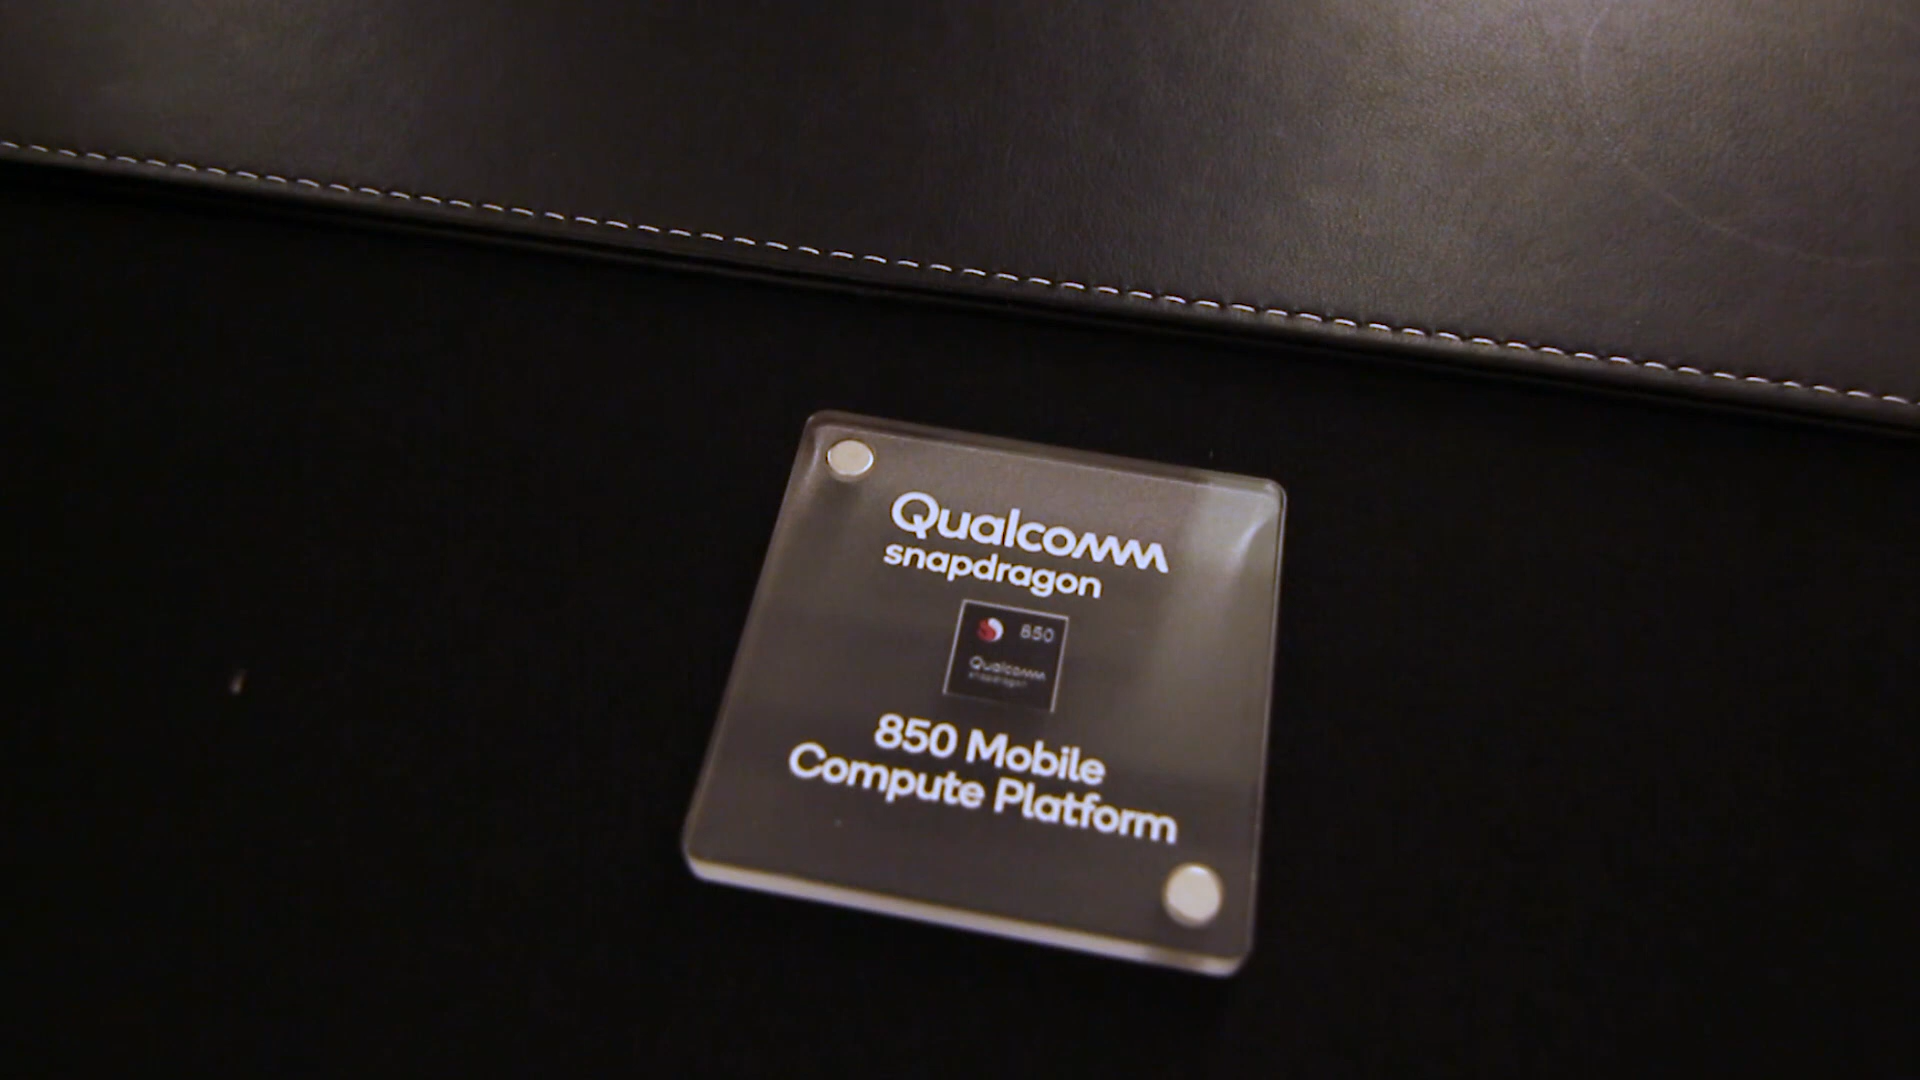 Qualcomm
snapdragon
850
Qualcomm
snapdragon
850 Mobile
Compute Platform